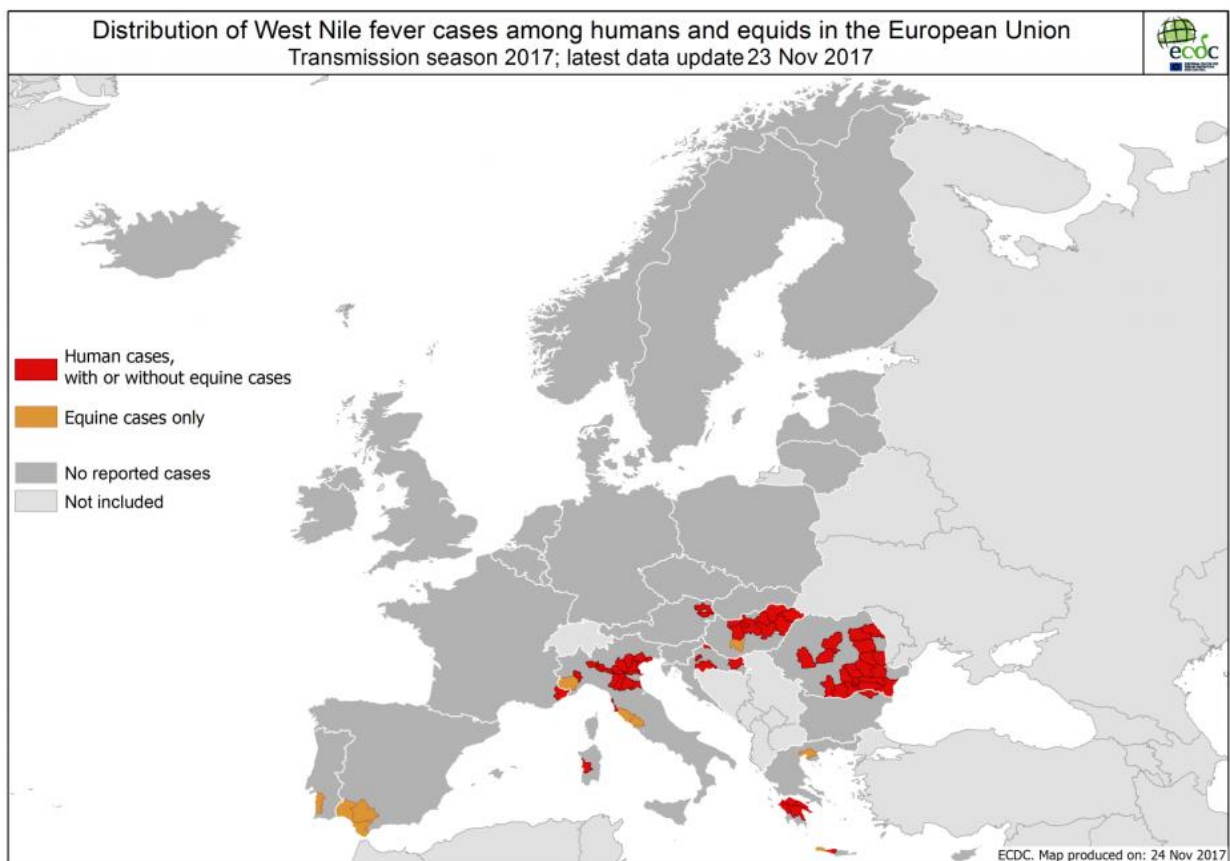 Distribution of West Nile fever cases among humans and equids in the European Union
Transmission season 2017; latest data update 23 Nov 2017
ecdc
Human cases,
with or without equine cases
Equine cases only
No reported cases
Not included
ECDC. Map produced on: 24 Nov 2017